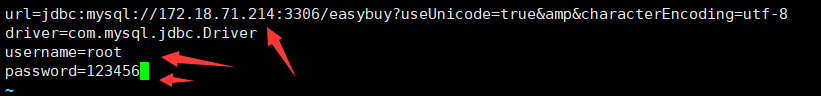 url=jdbc:mysql://172.18.71.214:3306/easybuy?useUnicode=true&amp&characterEncoding=utf-8
driver=com.mysql.jdbc.Driver
username=root
password=123456
~